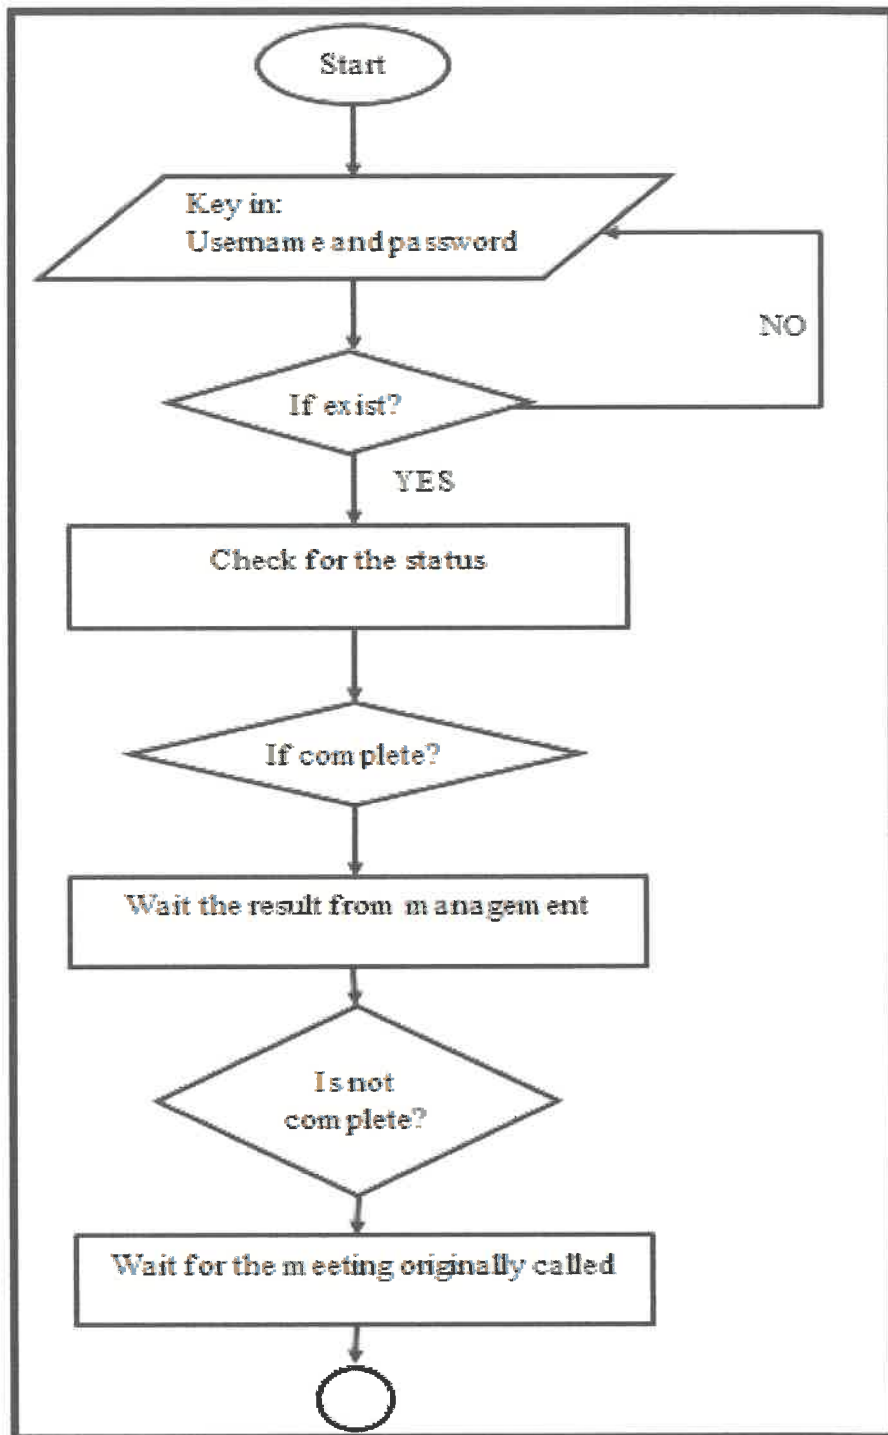 Start
Key in:
Username and password
NO
If exist?
YES
Check for the status
If complete?
Wait the result from management
Is not
complete?
Wait for the meeting originally called